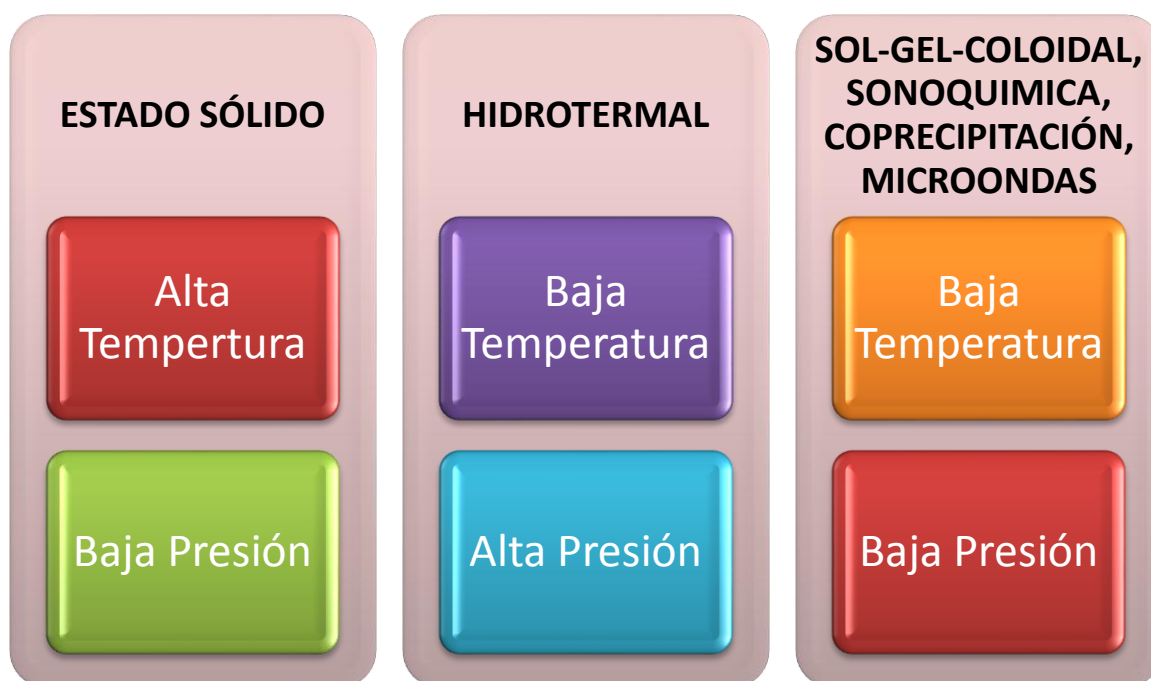 ESTADO SÓLIDO
Alta
Tempertura
Baja Presión
HIDROTERMAL
Baja
Temperatura
Alta Presión
SOL-GEL-COLOIDAL,
SONOQUIMICA,
COPRECIPITACIÓN,
MICROONDAS
Baja
Temperatura
Baja Presión